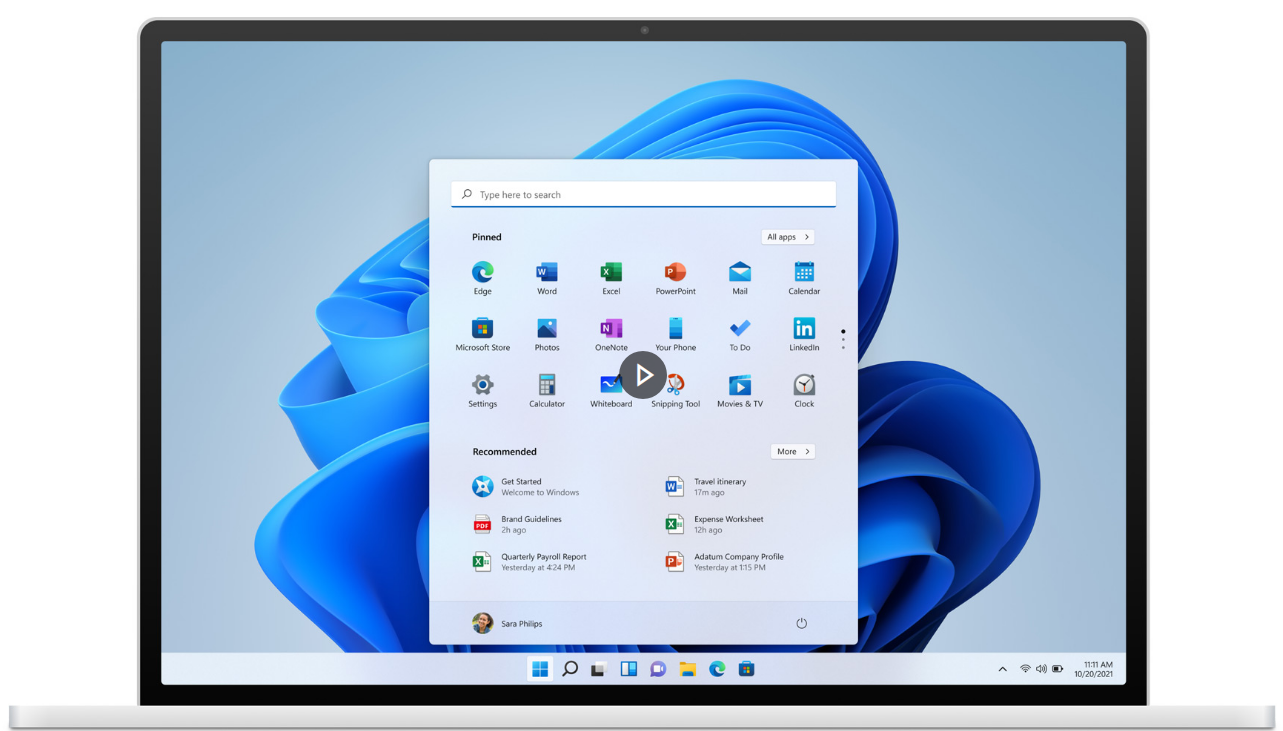 Type here to search
Pinned
All apps >
Edge
Word
Excel
PowerPoint
Mail
Calendar
Microsoft Store
Photos
OneNote
Your Phone
To Do
LinkedIn
Settings
Calculator
Whiteboard
Snipping Tool
Movies & TV
Clock
Recommended
More >
Get Started
Welcome to Windows
Travel itinerary
17m ago
Brand Guidelines
2h ago
Expense Worksheet
12h ago
Quarterly Payroll Report
Yesterday at 4:24 PM
Adatum Company Profile
Yesterday at 1:15 PM
Sara Philips
11:11 AM
10/20/2021